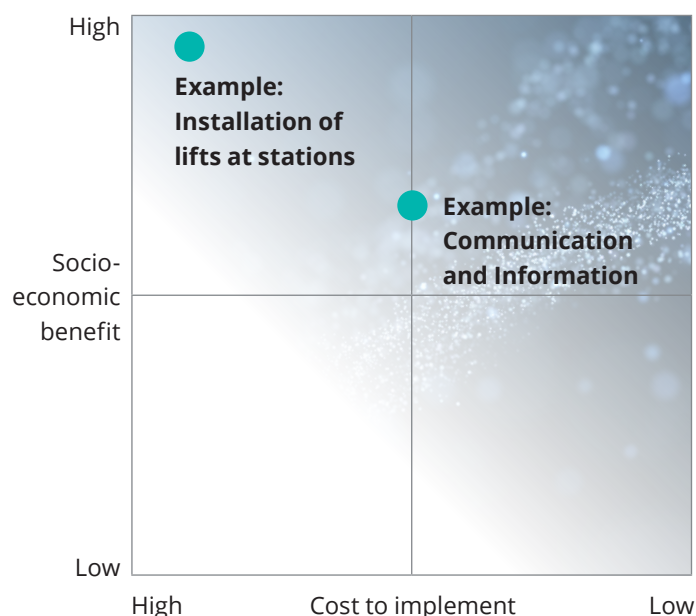 High
Example:
Installation of
lifts at stations
Example:
Communication
and Information
Socio-
economic
benefit
Low
High
Cost to implement
Low